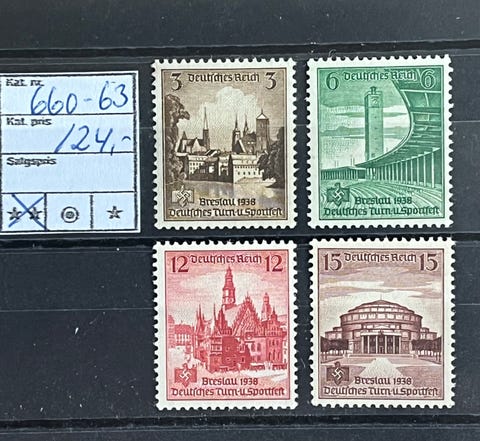 Kat. nr.
660-63
Kat. pris
124,-
Salgspris
3 Deutsches Reich 3
Breslau 1938
Deutsches Turn-u.Sportfest
6 Deutsches Reich 6
Breslau 1938
Deutsches Turn-u.Sportfest
12 Deutsches Reich 12
Breslau 1938
Deutsches Turn-u.Sportfest
15 Deutsches Reich 15
Breslau 1938
Deutsches Turn-u.Sportfest